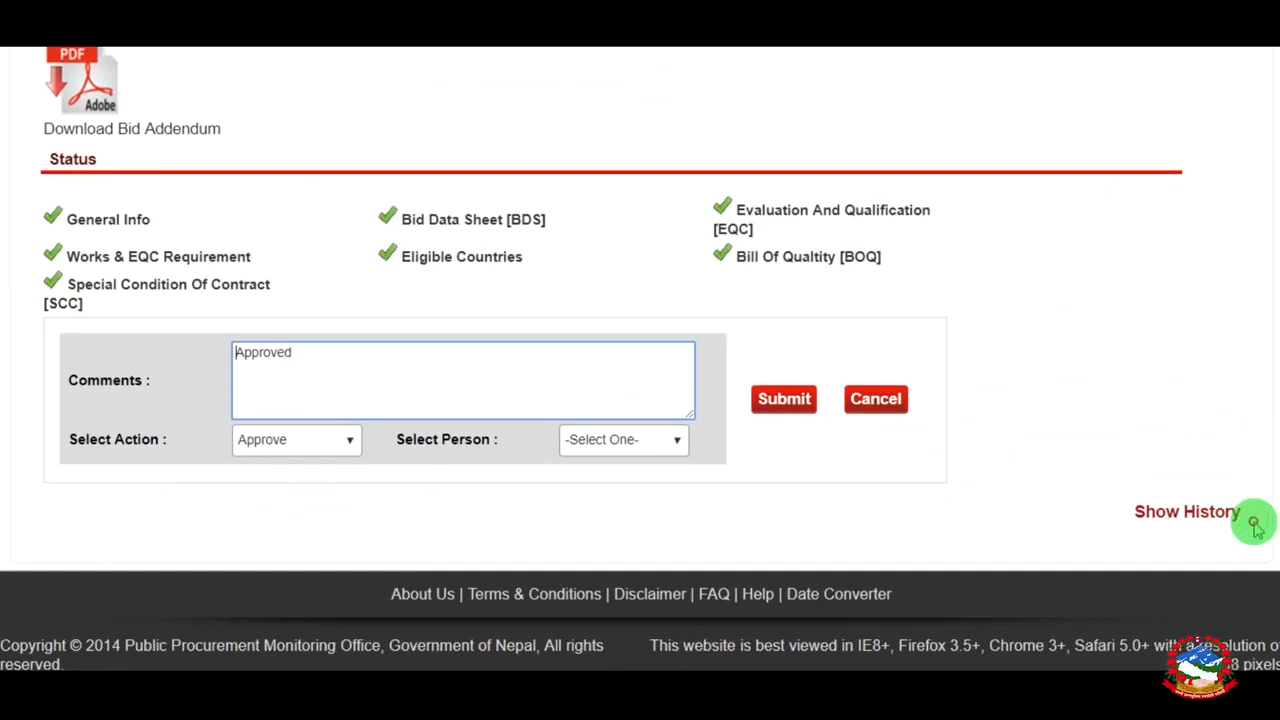 PDF
Adobe
Download Bid Addendum
Status
General Info
Bid Data Sheet [BDS]
Evaluation And Qualification
[EQC]
Works & EQC Requirement
Eligible Countries
Bill Of Qualtity [BOQ]
Special Condition Of Contract
[SCC]
Comments :
Approved
Submit
Cancel
Select Action :
Approve
Select Person :
-Select One-
Show History
About Us | Terms & Conditions | Disclaimer | FAQ | Help | Date Converter
Copyright © 2014 Public Procurement Monitoring Office, Government of Nepal, All rights
reserved.
This website is best viewed in IE8+, Firefox 3.5+, Chrome 3+, Safari 5.0+ with a resolution of
pixels